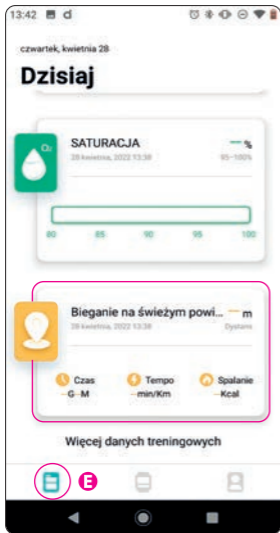 13:42
czwartek, kwietnia 28
Dzisiaj
O₂
SATURACJA —%
28 kwietnia, 2022 13:38 95~100%
80 85 90 95 100
Bieganie na świeżym powi... — m
28 kwietnia, 2022 13:38 Dystans
Czas Tempo Spalanie
--G--M --min/Km --Kcal
Więcej danych treningowych
E